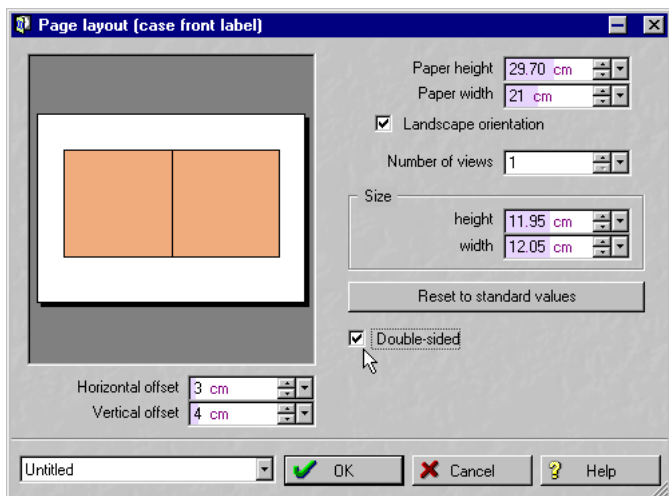 Page layout (case front label)
Paper height 29.70 cm
Paper width 21 cm
Landscape orientation
Number of views 1
Size
height 11.95 cm
width 12.05 cm
Reset to standard values
Double-sided
Horizontal offset 3 cm
Vertical offset 4 cm
Untitled OK Cancel Help